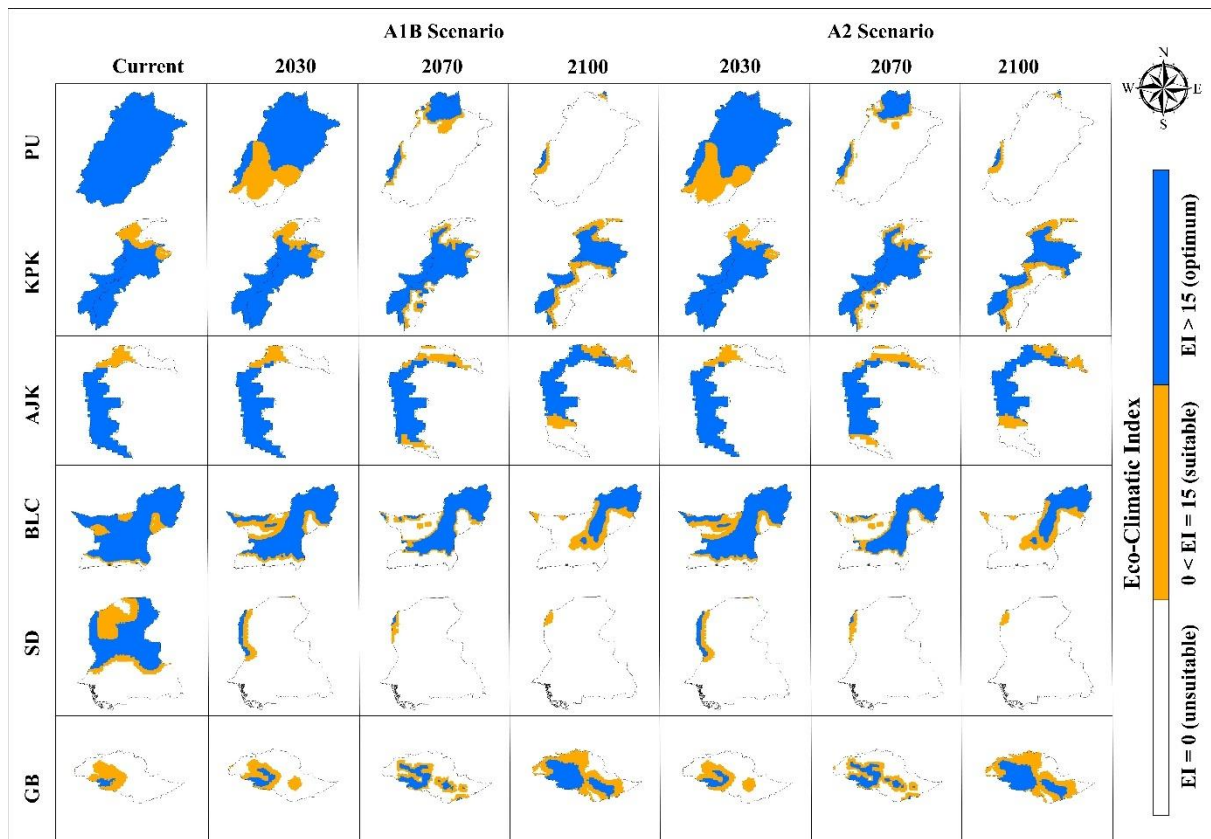 A1B Scenario A2 Scenario
Current 2030 2070 2100 2030 2070 2100
N
W E
S
PU
KPK
AJK
BLC
SD
GB
Eco-Climatic Index
EI > 15 (optimum)
0 < EI = 15 (suitable)
EI = 0 (unsuitable)